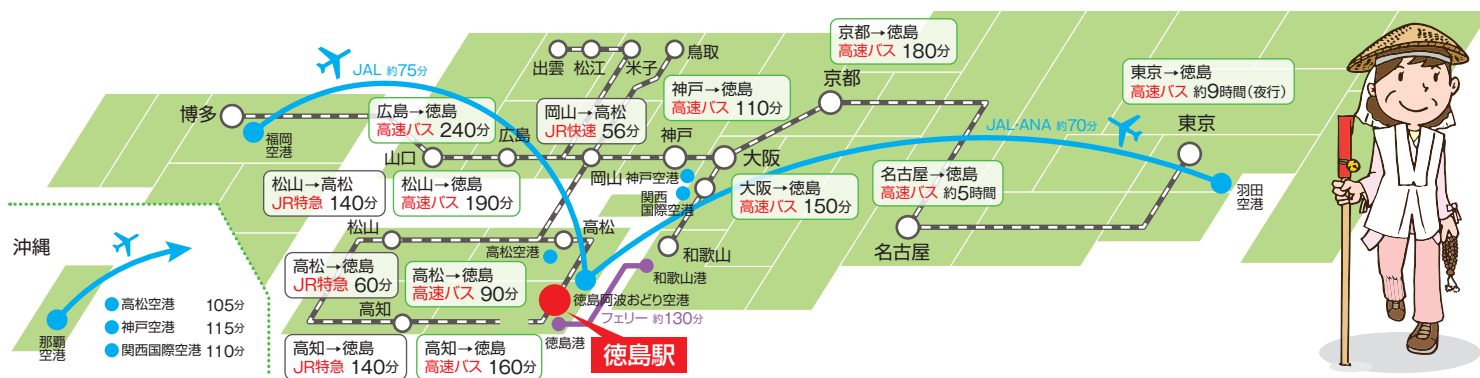 京都→徳島
高速バス 180分
出雲
松江
米子
鳥取
JAL 約75分
神戸→徳島
高速バス 110分
京都
東京→徳島
高速バス 約9時間(夜行)
博多
広島→徳島
高速バス 240分
岡山→高松
JR快速 56分
JAL・ANA 約70分
東京
福岡
空港
山口
広島
神戸
大阪
岡山
神戸空港
関西
国際空港
松山→高松
JR特急 140分
松山→徳島
高速バス 190分
大阪→徳島
高速バス 150分
名古屋→徳島
高速バス 約5時間
羽田
空港
沖縄
松山
高松
高松空港
和歌山
名古屋
高松→徳島
JR特急 60分
高松→徳島
高速バス 90分
和歌山港
徳島阿波おどり空港
フェリー 約130分
高知
徳島港
徳島駅
高松空港 105分
神戸空港 115分
関西国際空港 110分
那覇
空港
高知→徳島
JR特急 140分
高知→徳島
高速バス 160分